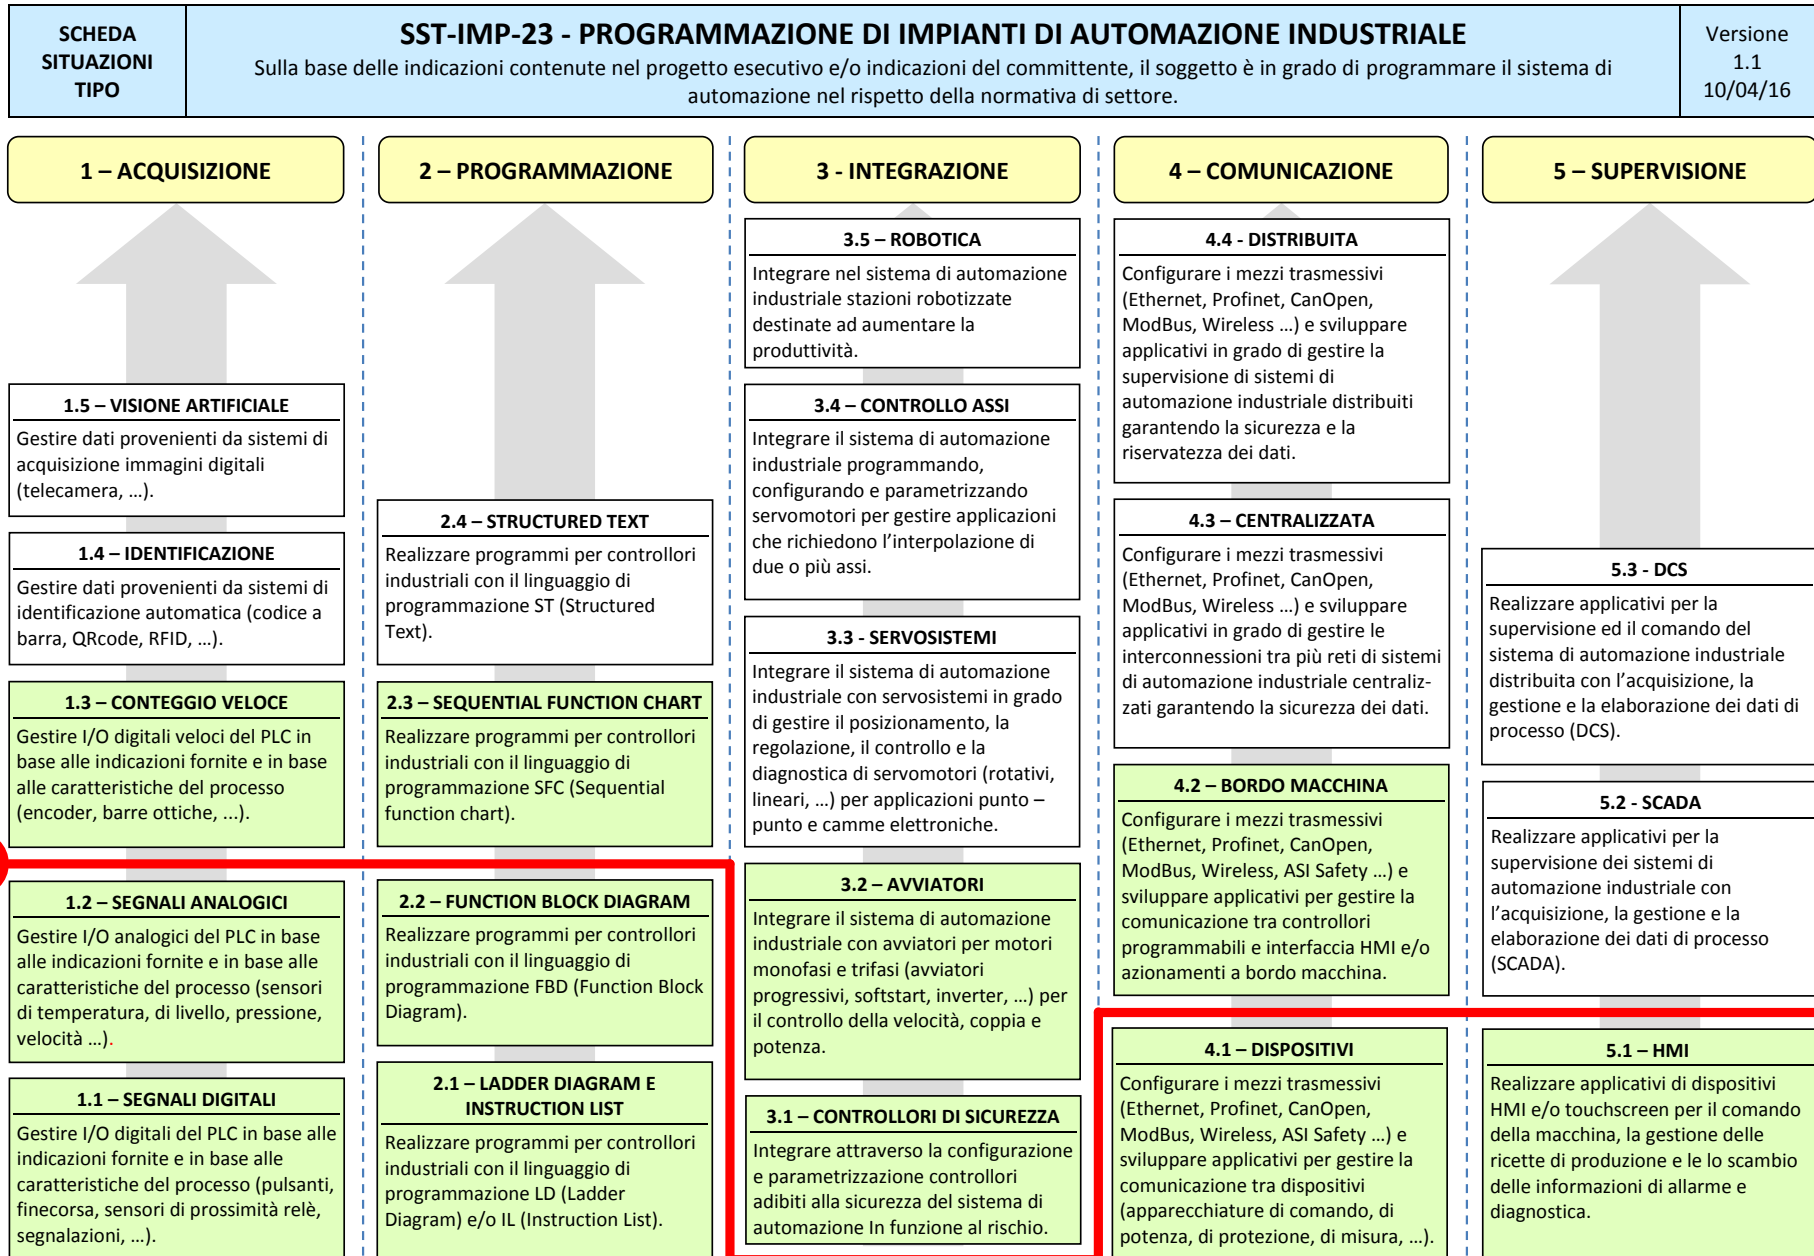 SCHEDA
SITUAZIONI
TIPO
SST-IMP-23 - PROGRAMMAZIONE DI IMPIANTI DI AUTOMAZIONE INDUSTRIALE
Sulla base delle indicazioni contenute nel progetto esecutivo e/o indicazioni del committente, il soggetto è in grado di programmare il sistema di
automazione nel rispetto della normativa di settore.
Versione
1.1
10/04/16
1 – ACQUISIZIONE
1.5 – VISIONE ARTIFICIALE
Gestire dati provenienti da sistemi di
acquisizione immagini digitali
(telecamera, …).
1.4 – IDENTIFICAZIONE
Gestire dati provenienti da sistemi di
identificazione automatica (codice a
barra, QRcode, RFID, …).
1.3 – CONTEGGIO VELOCE
Gestire I/O digitali veloci del PLC in
base alle indicazioni fornite e in base
alle caratteristiche del processo
(encoder, barre ottiche, ...).
1.2 – SEGNALI ANALOGICI
Gestire I/O analogici del PLC in base
alle indicazioni fornite e in base alle
caratteristiche del processo (sensori
di temperatura, di livello, pressione,
velocità …).
1.1 – SEGNALI DIGITALI
Gestire I/O digitali del PLC in base alle
indicazioni fornite e in base alle
caratteristiche del processo (pulsanti,
finecorsa, sensori di prossimità relè,
segnalazioni, …).
2 – PROGRAMMAZIONE
2.4 – STRUCTURED TEXT
Realizzare programmi per controllori
industriali con il linguaggio di
programmazione ST (Structured
Text).
2.3 – SEQUENTIAL FUNCTION CHART
Realizzare programmi per controllori
industriali con il linguaggio di
programmazione SFC (Sequential
function chart).
2.2 – FUNCTION BLOCK DIAGRAM
Realizzare programmi per controllori
industriali con il linguaggio di
programmazione FBD (Function Block
Diagram).
2.1 – LADDER DIAGRAM E
INSTRUCTION LIST
Realizzare programmi per controllori
industriali con il linguaggio di
programmazione LD (Ladder
Diagram) e/o IL (Instruction List).
3 - INTEGRAZIONE
3.5 – ROBOTICA
Integrare nel sistema di automazione
industriale stazioni robotizzate
destinate ad aumentare la
produttività.
3.4 – CONTROLLO ASSI
Integrare il sistema di automazione
industriale programmando,
configurando e parametrizzando
servomotori per gestire applicazioni
che richiedono l’interpolazione di
due o più assi.
3.3 - SERVOSISTEMI
Integrare il sistema di automazione
industriale con servosistemi in grado
di gestire il posizionamento, la
regolazione, il controllo e la
diagnostica di servomotori (rotativi,
lineari, …) per applicazioni punto –
punto e camme elettroniche.
3.2 – AVVIATORI
Integrare il sistema di automazione
industriale con avviatori per motori
monofasi e trifasi (avviatori
progressivi, softstart, inverter, …) per
il controllo della velocità, coppia e
potenza.
3.1 – CONTROLLORI DI SICUREZZA
Integrare attraverso la configurazione
e parametrizzazione controllori
adibiti alla sicurezza del sistema di
automazione In funzione al rischio.
4 – COMUNICAZIONE
4.4 - DISTRIBUITA
Configurare i mezzi trasmessivi
(Ethernet, Profinet, CanOpen,
ModBus, Wireless …) e sviluppare
applicativi in grado di gestire la
supervisione di sistemi di
automazione industriale distribuiti
garantendo la sicurezza e la
riservatezza dei dati.
4.3 – CENTRALIZZATA
Configurare i mezzi trasmessivi
(Ethernet, Profinet, CanOpen,
ModBus, Wireless …) e sviluppare
applicativi in grado di gestire le
interconnessioni tra più reti di sistemi
di automazione industriale centraliz-
zati garantendo la sicurezza dei dati.
4.2 – BORDO MACCHINA
Configurare i mezzi trasmessivi
(Ethernet, Profinet, CanOpen,
ModBus, Wireless, ASI Safety …) e
sviluppare applicativi per gestire la
comunicazione tra controllori
programmabili e interfaccia HMI e/o
azionamenti a bordo macchina.
4.1 – DISPOSITIVI
Configurare i mezzi trasmessivi
(Ethernet, Profinet, CanOpen,
ModBus, Wireless, ASI Safety …) e
sviluppare applicativi per gestire la
comunicazione tra dispositivi
(apparecchiature di comando, di
potenza, di protezione, di misura, …).
5 – SUPERVISIONE
5.3 - DCS
Realizzare applicativi per la
supervisione ed il comando del
sistema di automazione industriale
distribuita con l’acquisizione, la
gestione e la elaborazione dei dati di
processo (DCS).
5.2 - SCADA
Realizzare applicativi per la
supervisione dei sistemi di
automazione industriale con
l’acquisizione, la gestione e la
elaborazione dei dati di processo
(SCADA).
5.1 – HMI
Realizzare applicativi di dispositivi
HMI e/o touchscreen per il comando
della macchina, la gestione delle
ricette di produzione e le lo scambio
delle informazioni di allarme e
diagnostica.